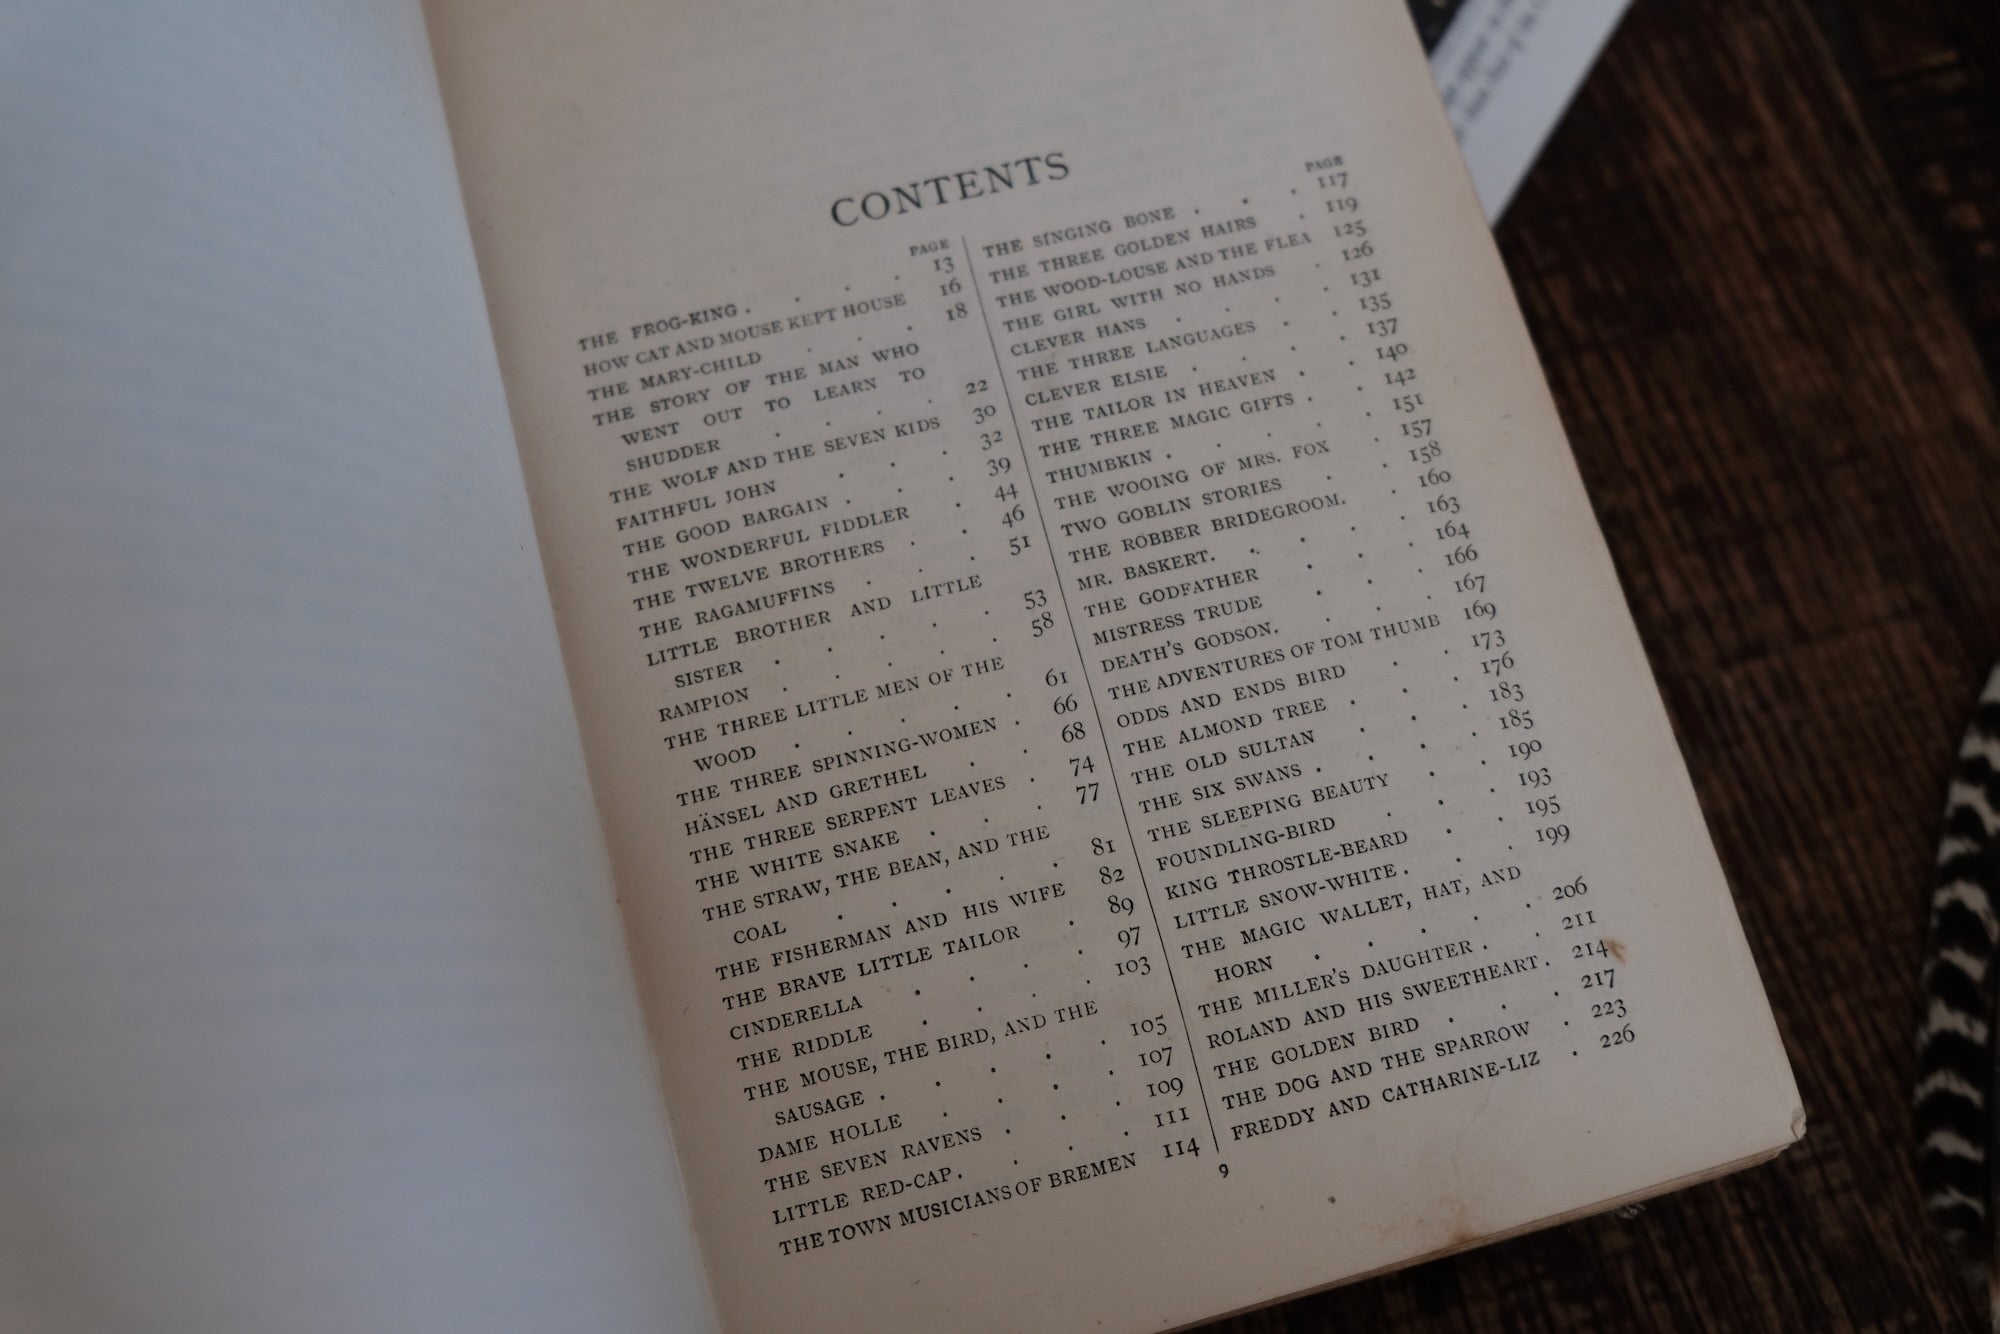 CONTENTS
PAGE
THE FROG-KING . . . . 13
HOW CAT AND MOUSE KEPT HOUSE 16
THE MARY-CHILD . . . 18
THE STORY OF THE MAN WHO
WENT OUT TO LEARN TO
SHUDDER . . . . 22
THE WOLF AND THE SEVEN KIDS 30
FAITHFUL JOHN . . . 32
THE GOOD BARGAIN . . . 39
THE WONDERFUL FIDDLER . 44
THE TWELVE BROTHERS . . 46
THE RAGAMUFFINS . . . 51
LITTLE BROTHER AND LITTLE
SISTER . . . . . 53
RAMPION . . . . . 58
THE THREE LITTLE MEN OF THE
WOOD . . . . . 61
THE THREE SPINNING-WOMEN . 66
HÄNSEL AND GRETHEL . . 68
THE THREE SERPENT LEAVES . 74
THE WHITE SNAKE . . . 77
THE STRAW, THE BEAN, AND THE
COAL . . . . . 81
THE FISHERMAN AND HIS WIFE 82
THE BRAVE LITTLE TAILOR . 89
CINDERELLA . . . . 97
THE RIDDLE . . . . 103
THE MOUSE, THE BIRD, AND THE
SAUSAGE . . . . . 105
DAME HOLLE . . . . 107
THE SEVEN RAVENS . . . 109
LITTLE RED-CAP. . . . 111
THE TOWN MUSICIANS OF BREMEN 114
PAGE
THE SINGING BONE . . . 117
THE THREE GOLDEN HAIRS . 119
THE WOOD-LOUSE AND THE FLEA 125
THE GIRL WITH NO HANDS . 126
CLEVER HANS . . . . 131
THE THREE LANGUAGES . . 135
CLEVER ELSIE . . . . 137
THE TAILOR IN HEAVEN . . 140
THE THREE MAGIC GIFTS . . 142
THUMBKIN . . . . . 151
THE WOOING OF MRS. FOX . 157
TWO GOBLIN STORIES . . 158
THE ROBBER BRIDEGROOM. . 160
MR. BASKERT. . . . . 163
THE GODFATHER . . . 164
MISTRESS TRUDE . . . 166
DEATH'S GODSON. . . . 167
THE ADVENTURES OF TOM THUMB 169
ODDS AND ENDS BIRD . . 173
THE ALMOND TREE . . . 176
THE OLD SULTAN . . . 183
THE SIX SWANS . . . . 185
THE SLEEPING BEAUTY . . 190
FOUNDLING-BIRD . . . 193
KING THROSTLE-BEARD . . 195
LITTLE SNOW-WHITE . . . 199
THE MAGIC WALLET, HAT, AND
HORN . . . . . 206
THE MILLER'S DAUGHTER . . 211
ROLAND AND HIS SWEETHEART . 214
THE GOLDEN BIRD . . . 217
THE DOG AND THE SPARROW . 223
FREDDY AND CATHARINE-LIZ . 226
9